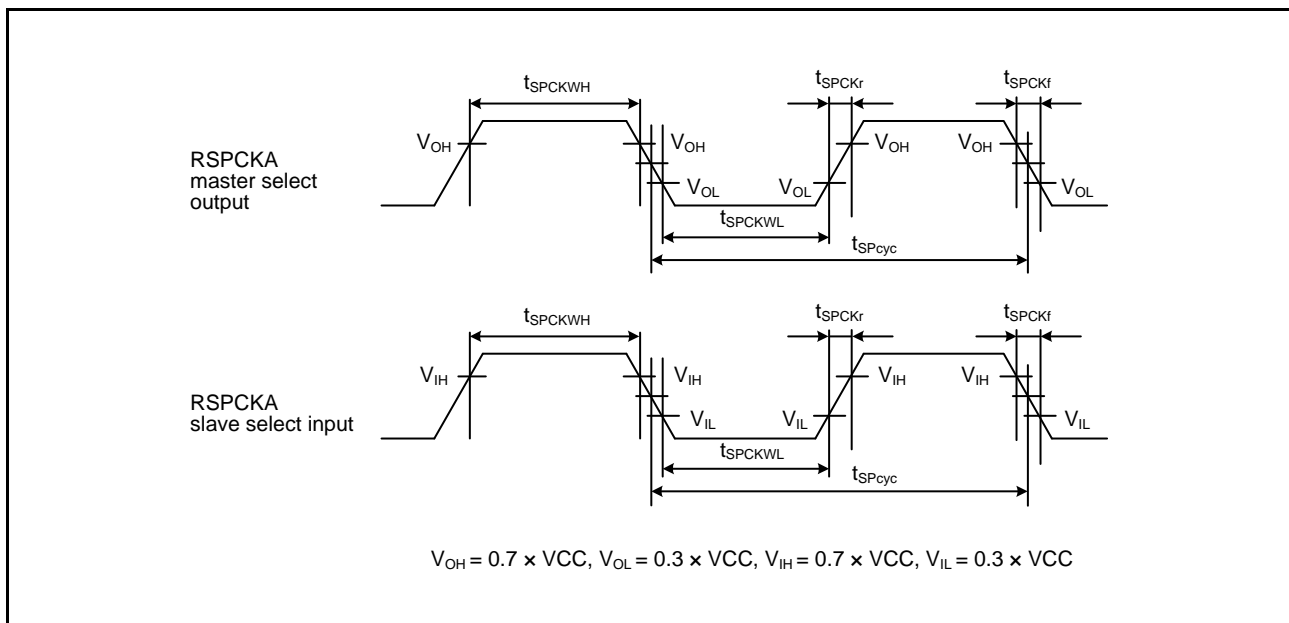 tSPCKWH tSPCKr tSPCKf
VOH VOH VOH VOH
RSPCKA
master select
output
VOL VOL VOL
tSPCKWL
tSPcyc
tSPCKWH tSPCKr tSPCKf
VIH VIH VIH VIH
RSPCKA
slave select input
VIL VIL VIL
tSPCKWL
tSPcyc
VOH = 0.7 × VCC, VOL = 0.3 × VCC, VIH = 0.7 × VCC, VIL = 0.3 × VCC